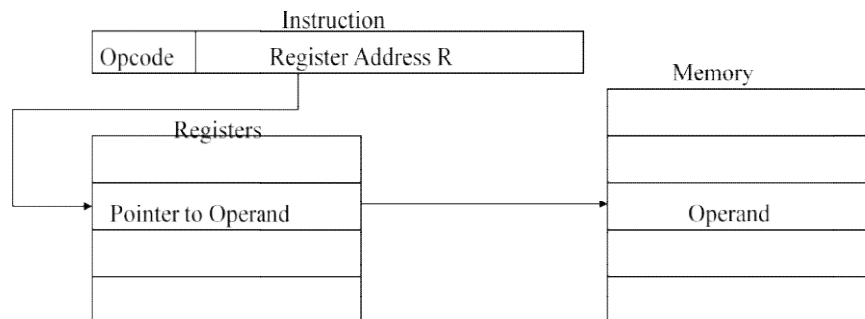 Instruction
Opcode
Register Address R
Memory
Registers
Pointer to Operand
Operand